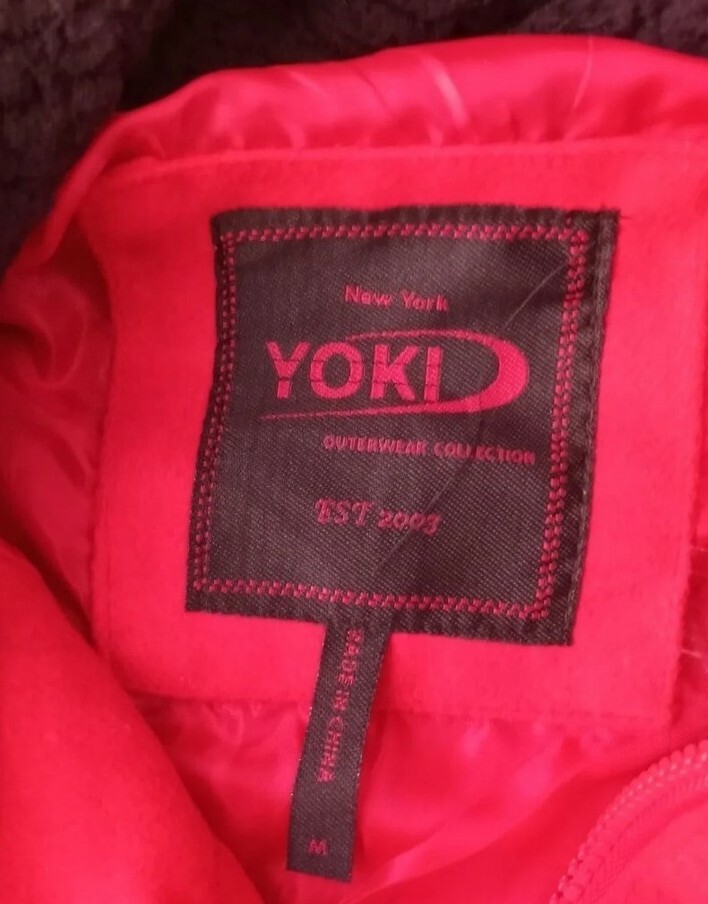 New York
YOKI
OUTERWEAR COLLECTION
EST 2003
MADE IN CHINA
M